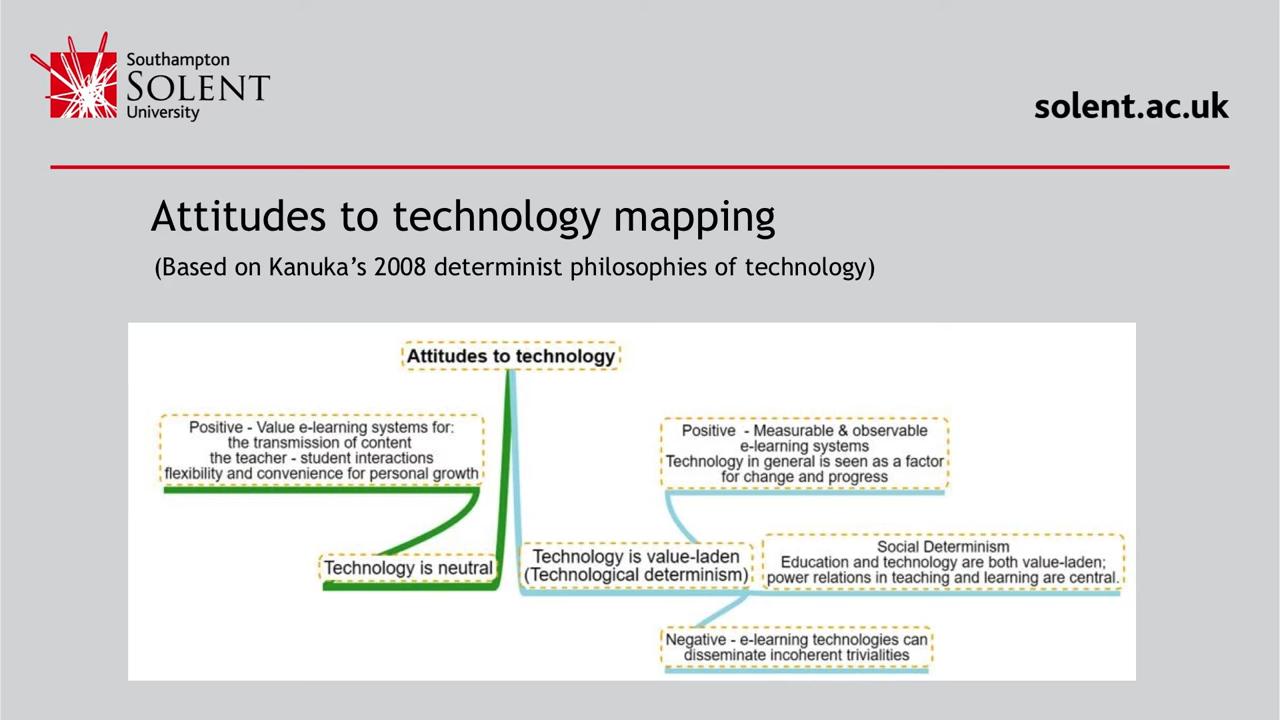 Southampton
SOLENT
University
solent.ac.uk
Attitudes to technology mapping
(Based on Kanuka’s 2008 determinist philosophies of technology)
Attitudes to technology
Positive - Value e-learning systems for:
the transmission of content
the teacher - student interactions
flexibility and convenience for personal growth
Positive - Measurable & observable
e-learning systems
Technology in general is seen as a factor
for change and progress
Technology is neutral
Technology is value-laden
(Technological determinism)
Social Determinism
Education and technology are both value-laden;
power relations in teaching and learning are central.
Negative - e-learning technologies can
disseminate incoherent trivialities